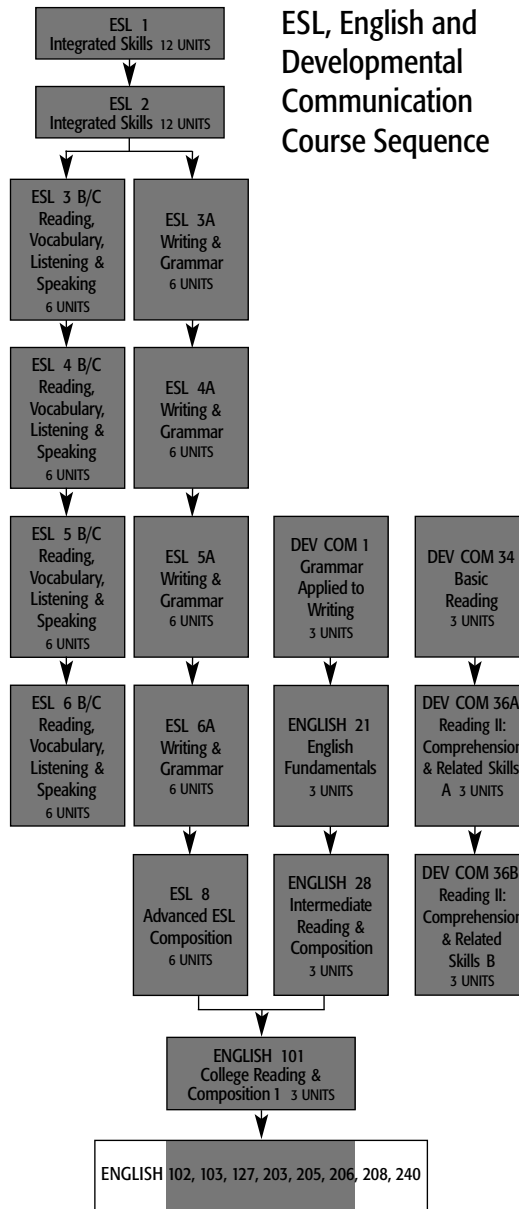 ESL, English and
Developmental
Communication
Course Sequence
ESL 1
Integrated Skills 12 UNITS
ESL 2
Integrated Skills 12 UNITS
ESL 3 B/C
Reading,
Vocabulary,
Listening &
Speaking
6 UNITS
ESL 3A
Writing &
Grammar
6 UNITS
ESL 4 B/C
Reading,
Vocabulary,
Listening &
Speaking
6 UNITS
ESL 4A
Writing &
Grammar
6 UNITS
ESL 5 B/C
Reading,
Vocabulary,
Listening &
Speaking
6 UNITS
ESL 5A
Writing &
Grammar
6 UNITS
DEV COM 1
Grammar
Applied to
Writing
3 UNITS
DEV COM 34
Basic
Reading
3 UNITS
ESL 6 B/C
Reading,
Vocabulary,
Listening &
Speaking
6 UNITS
ESL 6A
Writing &
Grammar
6 UNITS
ENGLISH 21
English
Fundamentals
3 UNITS
DEV COM 36A
Reading II:
Comprehension
& Related Skills
A 3 UNITS
ESL 8
Advanced ESL
Composition
6 UNITS
ENGLISH 28
Intermediate
Reading &
Composition
3 UNITS
DEV COM 36B
Reading II:
Comprehension
& Related
Skills B
3 UNITS
ENGLISH 101
College Reading &
Composition 1 3 UNITS
ENGLISH 102, 103, 127, 203, 205, 206, 208, 240